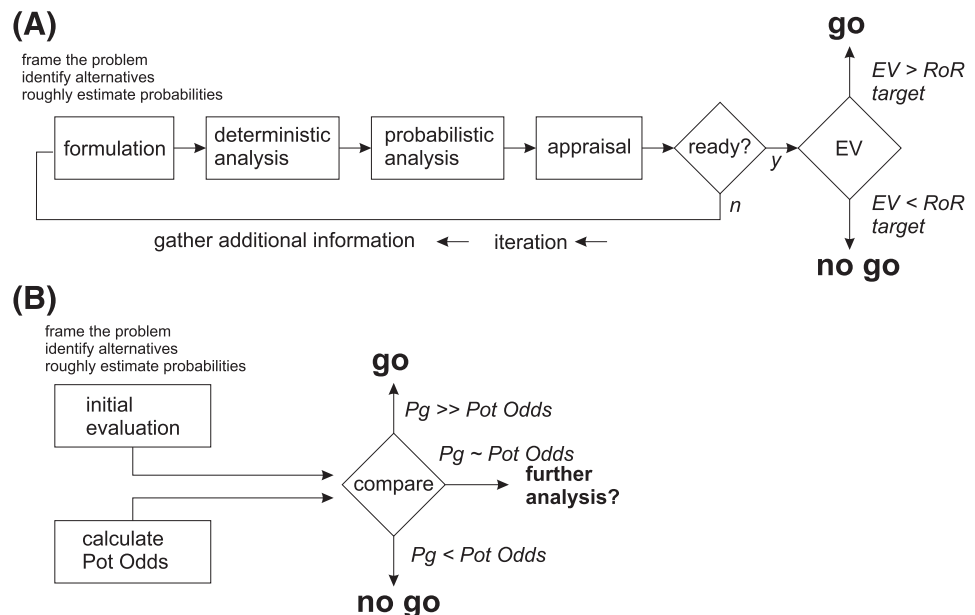 (A)
frame the problem
identify alternatives
roughly estimate probabilities
formulation
deterministic
analysis
probabilistic
analysis
appraisal
ready?
y
n
EV
go
EV > RoR
target
EV < RoR
target
no go
gather additional information
iteration
(B)
frame the problem
identify alternatives
roughly estimate probabilities
initial
evaluation
calculate
Pot Odds
compare
go
Pg >> Pot Odds
Pg ~ Pot Odds
further
analysis?
Pg < Pot Odds
no go